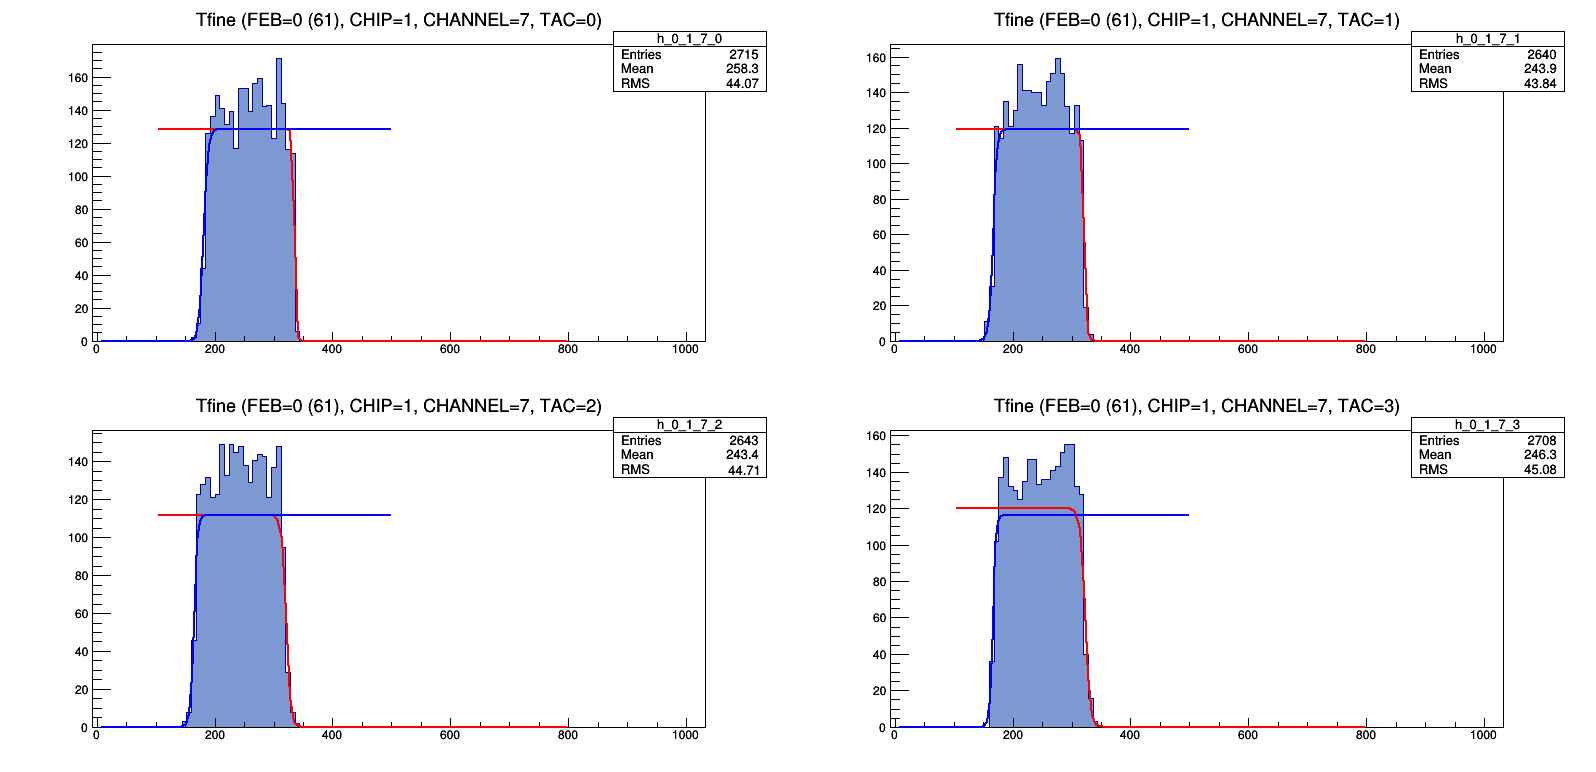 Tfine (FEB=0 (61), CHIP=1, CHANNEL=7, TAC=0)
h_0_1_7_0
Entries 2715
Mean 258.3
RMS 44.07
160
140
120
100
80
60
40
20
0
0 200 400 600 800 1000
Tfine (FEB=0 (61), CHIP=1, CHANNEL=7, TAC=1)
h_0_1_7_1
Entries 2640
Mean 243.9
RMS 43.84
160
140
120
100
80
60
40
20
0
0 200 400 600 800 1000
Tfine (FEB=0 (61), CHIP=1, CHANNEL=7, TAC=2)
h_0_1_7_2
Entries 2643
Mean 243.4
RMS 44.71
140
120
100
80
60
40
20
0
0 200 400 600 800 1000
Tfine (FEB=0 (61), CHIP=1, CHANNEL=7, TAC=3)
h_0_1_7_3
Entries 2708
Mean 246.3
RMS 45.08
160
140
120
100
80
60
40
20
0
0 200 400 600 800 1000